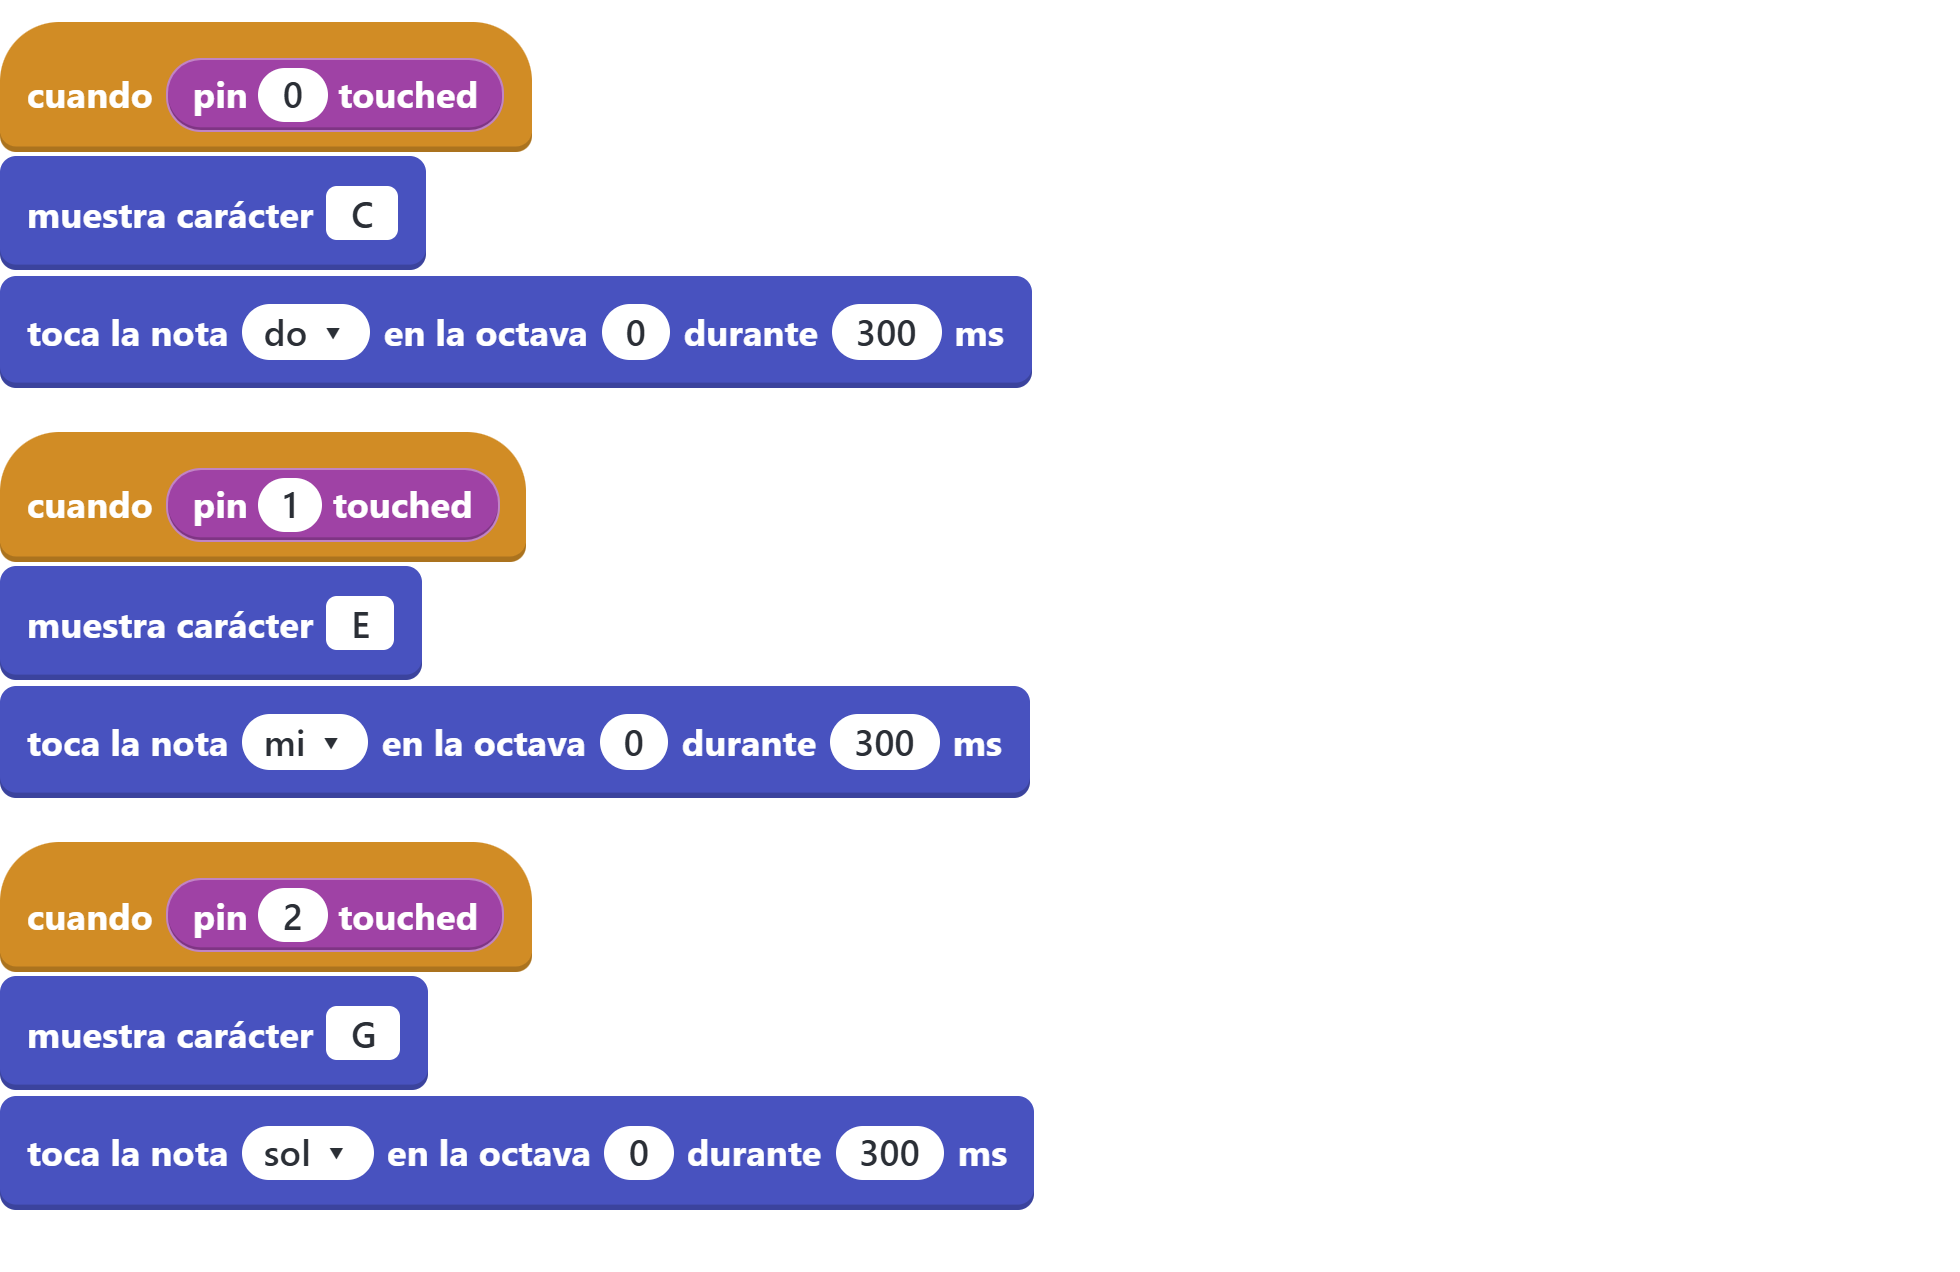 cuando pin 0 touched
muestra carácter C
toca la nota do ▼ en la octava 0 durante 300 ms
cuando pin 1 touched
muestra carácter E
toca la nota mi ▼ en la octava 0 durante 300 ms
cuando pin 2 touched
muestra carácter G
toca la nota sol ▼ en la octava 0 durante 300 ms